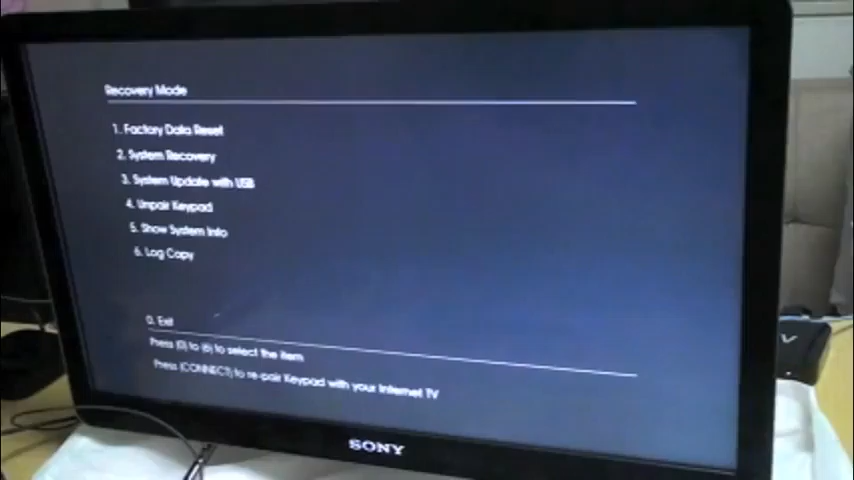 Recovery Mode
1. Factory Data Reset
2. System Recovery
3. System Update with USB
4. Unpair Keypad
5. Show System Info
6. Log Copy
0. Exit
Press (0) to (6) to select the item
Press (CONNECT) to re-pair Keypad with your Internet TV
SONY